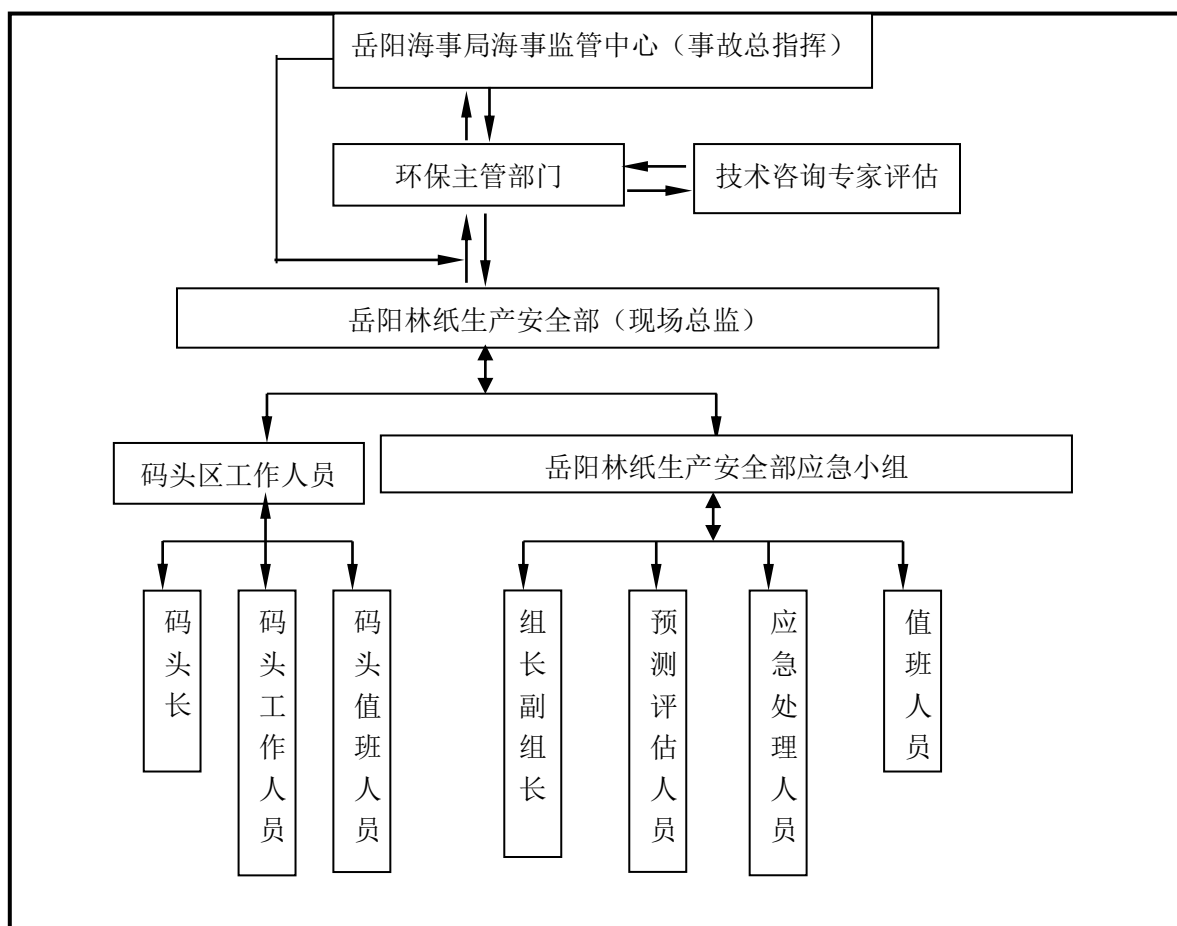 岳阳海事局海事监管中心（事故总指挥）
环保主管部门
技术咨询专家评估
岳阳林纸生产安全部（现场总监）
码头区工作人员
岳阳林纸生产安全部应急小组
码头长
码头工作人员
码头值班人员
组长副组长
预测评估人员
应急处理人员
值班人员